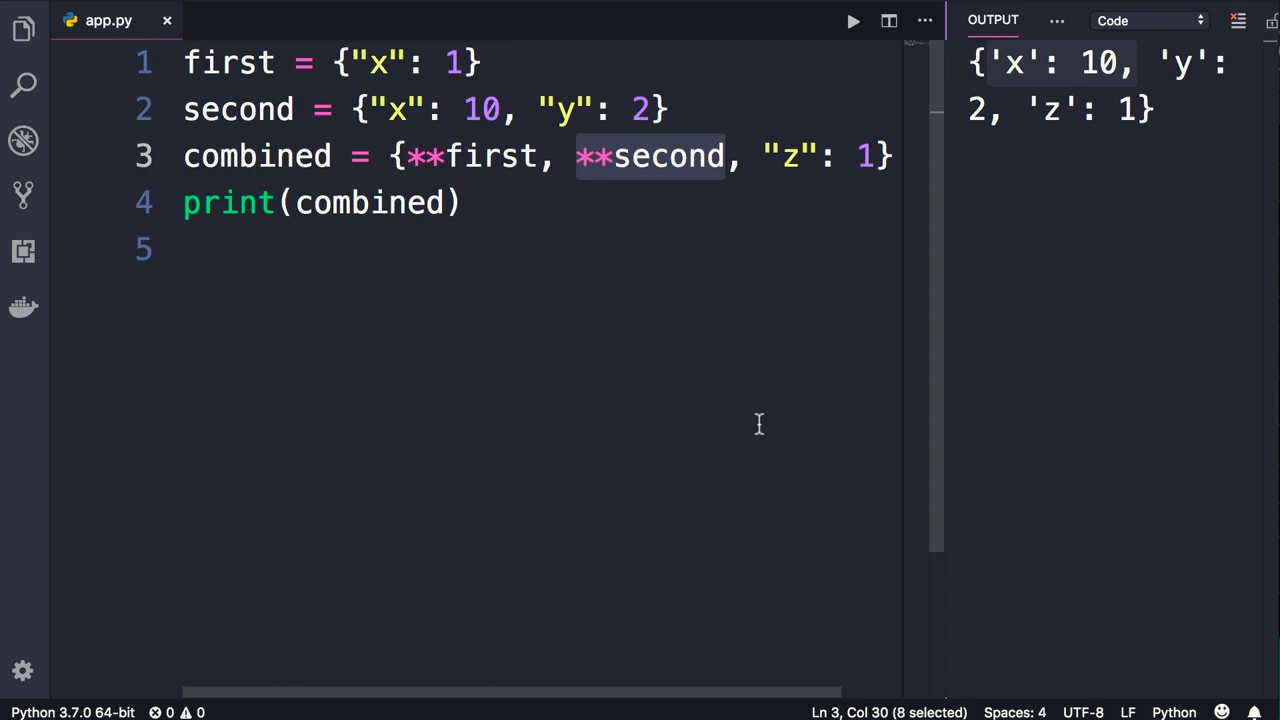 app.py ×
OUTPUT ··· Code
1 first = {"x": 1}
2 second = {"x": 10, "y": 2}
3 combined = {**first, **second, "z": 1}
4 print(combined)
5
{'x': 10, 'y':
2, 'z': 1}
Python 3.7.0 64-bit 0 0 Ln 3, Col 30 (8 selected) Spaces: 4 UTF-8 LF Python